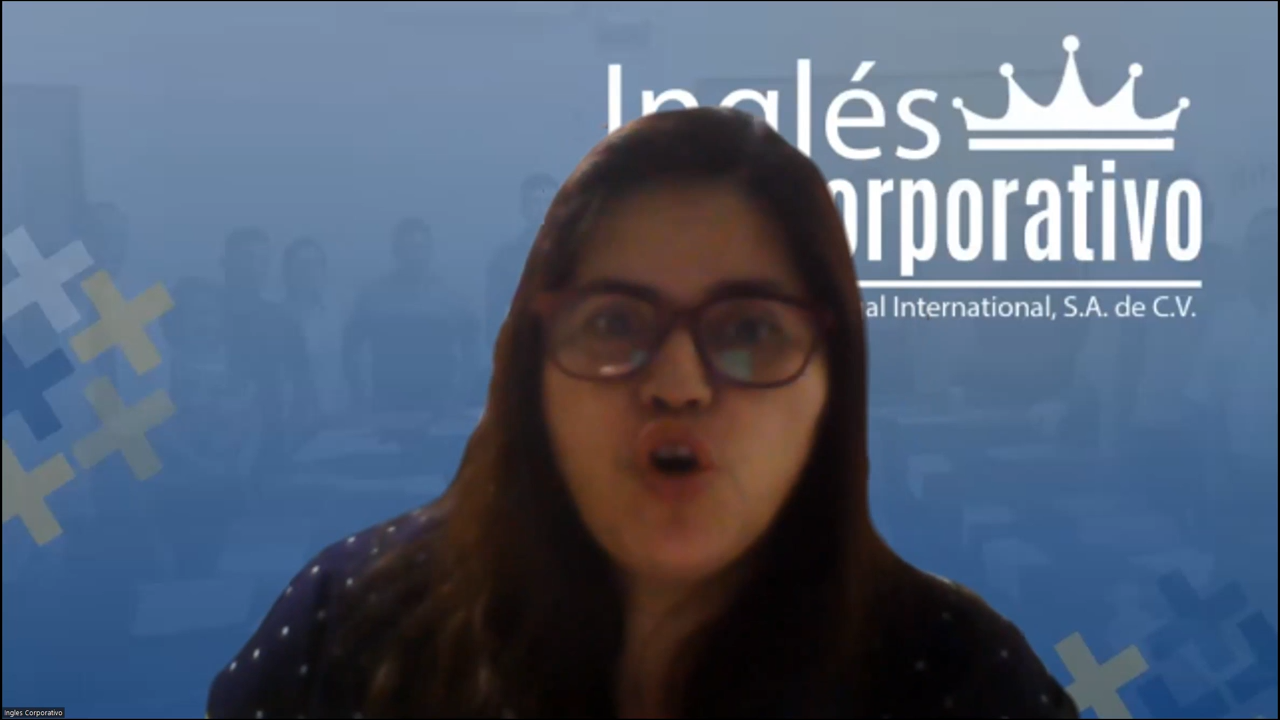 Inglés
orporativo
al International, S.A. de C.V.
Ingles Corporativo